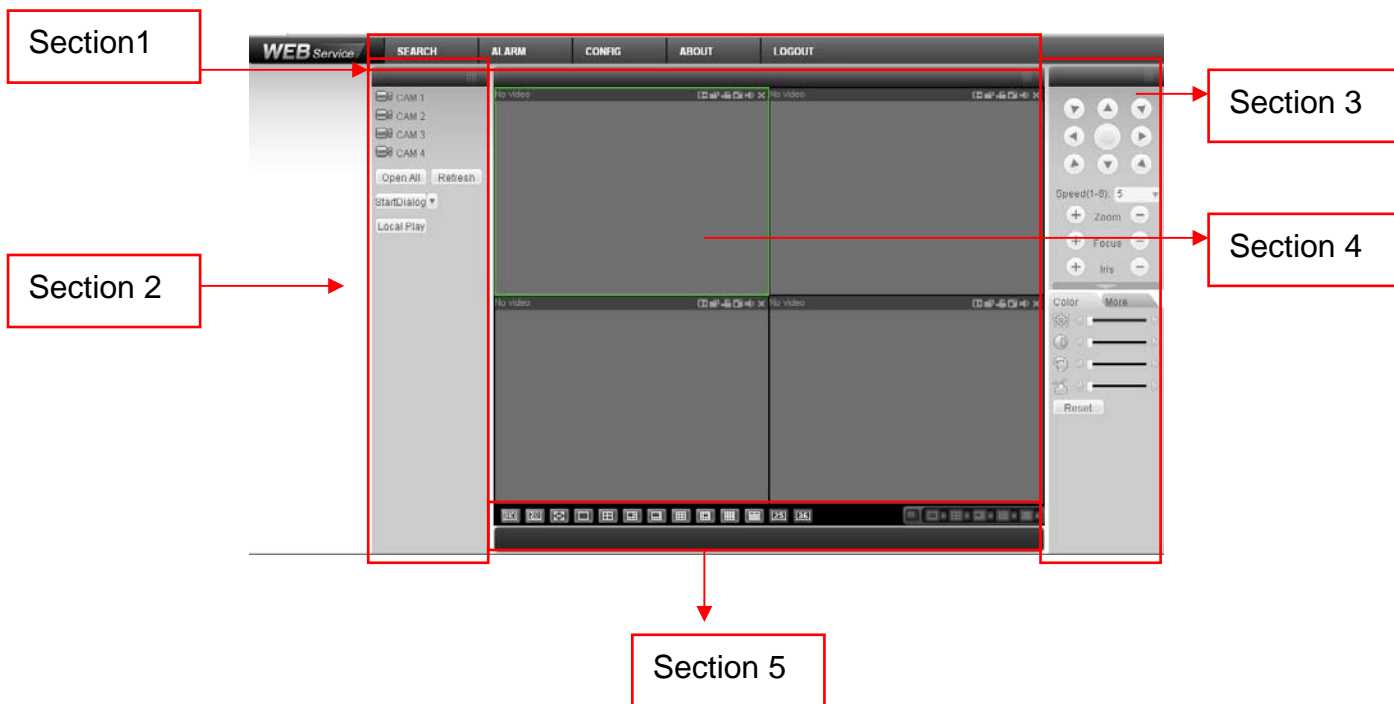 Section1
WEB Service SEARCH ALARM CONFIG ABOUT LOGOUT
CAM 1
CAM 2
CAM 3
CAM 4
Open All Refresh
StartDialog
Local Play
Section 2
No video No video
No video No video
Section 3
Speed(1-8): 5
Zoom
Focus
Iris
Section 4
Color More
Reset
25 36
Section 5